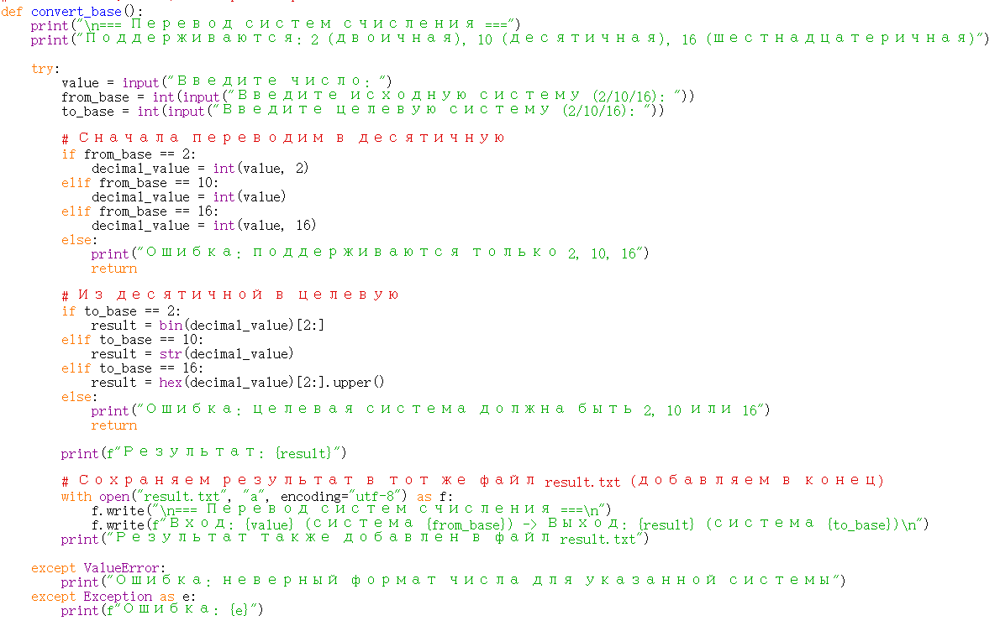 def convert_base():
    print("\n=== Перевод систем счисления ===")
    print("Поддерживаются: 2 (двоичная), 10 (десятичная), 16 (шестнадцатеричная)")
    try:
        value = input("Введите число: ")
        from_base = int(input("Введите исходную систему (2/10/16): "))
        to_base = int(input("Введите целевую систему (2/10/16): "))
        # Сначала переводим в десятичную
        if from_base == 2:
            decimal_value = int(value, 2)
        elif from_base == 10:
            decimal_value = int(value)
        elif from_base == 16:
            decimal_value = int(value, 16)
        else:
            print("Ошибка: поддерживаются только 2, 10, 16")
            return
        # Из десятичной в целевую
        if to_base == 2:
            result = bin(decimal_value)[2:]
        elif to_base == 10:
            result = str(decimal_value)
        elif to_base == 16:
            result = hex(decimal_value)[2:].upper()
        else:
            print("Ошибка: целевая система должна быть 2, 10 или 16")
            return
        print(f"Результат: {result}")
        # Сохраняем результат в тот же файл result.txt (добавляем в конец)
        with open("result.txt", "a", encoding="utf-8") as f:
            f.write("\n=== Перевод систем счисления ===\n")
            f.write(f"Вход: {value} (система {from_base}) -> Выход: {result} (система {to_base})\n")
        print("Результат также добавлен в файл result.txt")
    except ValueError:
        print("Ошибка: неверный формат числа для указанной системы")
    except Exception as e:
        print(f"Ошибка: {e}")